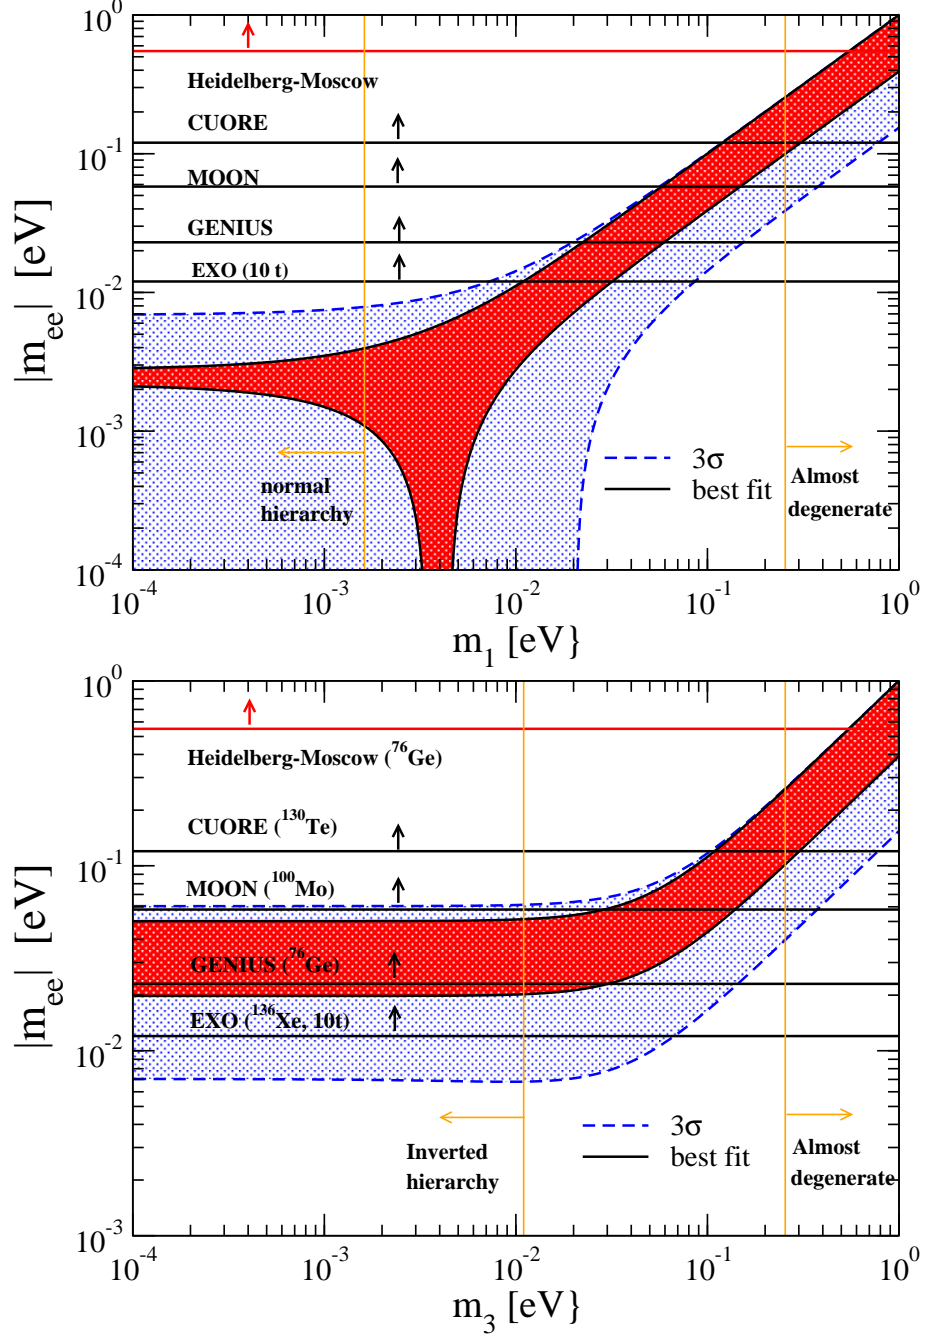 10^0
Heidelberg-Moscow
CUORE
10^-1
MOON
GENIUS
EXO (10 t)
10^-2
|m_ee| [eV]
10^-3
3σ
best fit
Almost
degenerate
normal
hierarchy
10^-4
10^-4 10^-3 10^-2 10^-1 10^0
m_1 [eV}
10^0
Heidelberg-Moscow (^76Ge)
CUORE (^130Te)
10^-1
MOON (^100Mo)
GENIUS (^76Ge)
|m_ee| [eV]
EXO (^136Xe, 10t)
10^-2
3σ
best fit
Inverted
hierarchy
Almost
degenerate
10^-3
10^-4 10^-3 10^-2 10^-1 10^0
m_3 [eV}